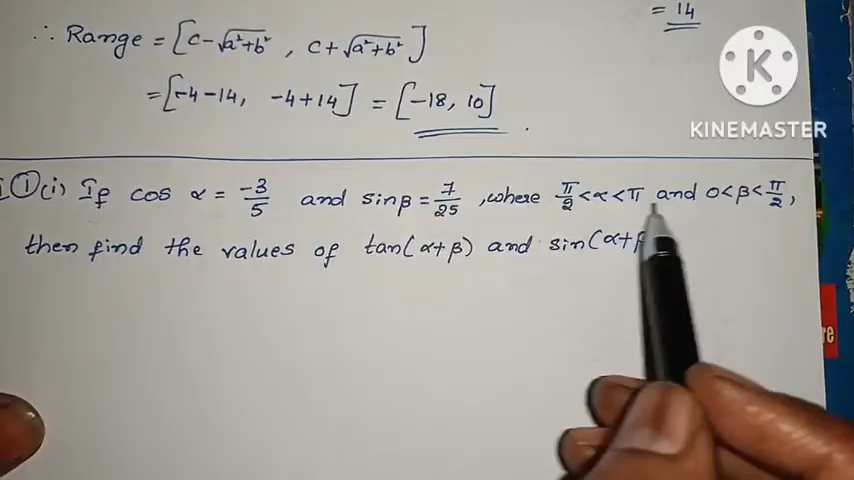 = 14
∴ Range = [c-√a²+b² , c+√a²+b²]
= [-4-14, -4+14] = [-18, 10]
K
KINEMASTER
①(i) If cos α = -3/5 and sinβ = 7/25 , where π/2 < α < π and 0 < β < π/2 ,
then find the values of tan(α+β) and sin(α+β